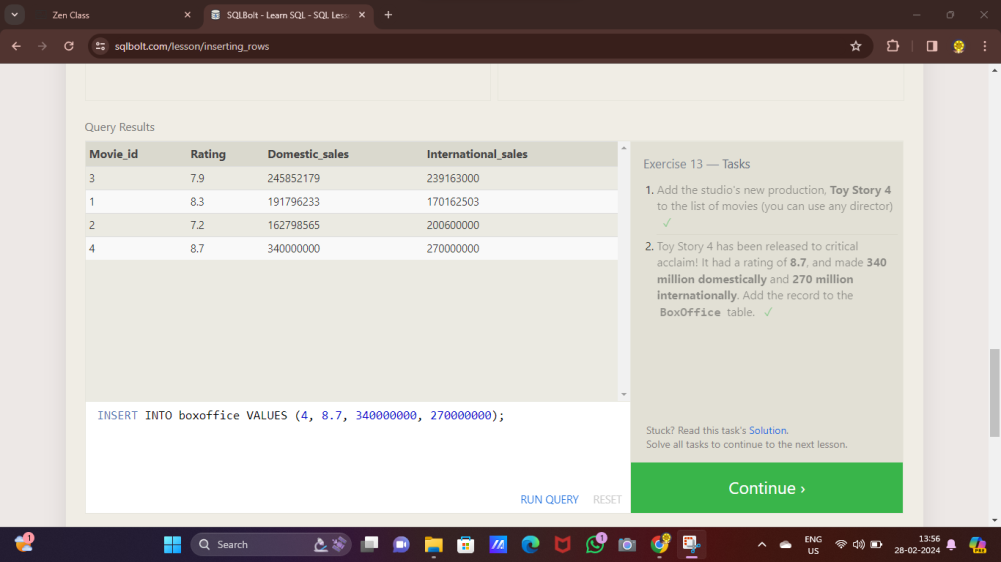 Zen Class
SQLBolt - Learn SQL - SQL Less
sqlbolt.com/lesson/inserting_rows
Query Results
Movie_id Rating Domestic_sales International_sales
3 7.9 245852179 239163000
1 8.3 191796233 170162503
2 7.2 162798565 200600000
4 8.7 340000000 270000000
Exercise 13 — Tasks
1. Add the studio's new production, Toy Story 4
to the list of movies (you can use any director)
✓
2. Toy Story 4 has been released to critical
acclaim! It had a rating of 8.7, and made 340
million domestically and 270 million
internationally. Add the record to the
BoxOffice table. ✓
Stuck? Read this task's Solution.
Solve all tasks to continue to the next lesson.
Continue ›
INSERT INTO boxoffice VALUES (4, 8.7, 340000000, 270000000);
RUN QUERY RESET
1
Search
1
ENG
US
13:56
28-02-2024